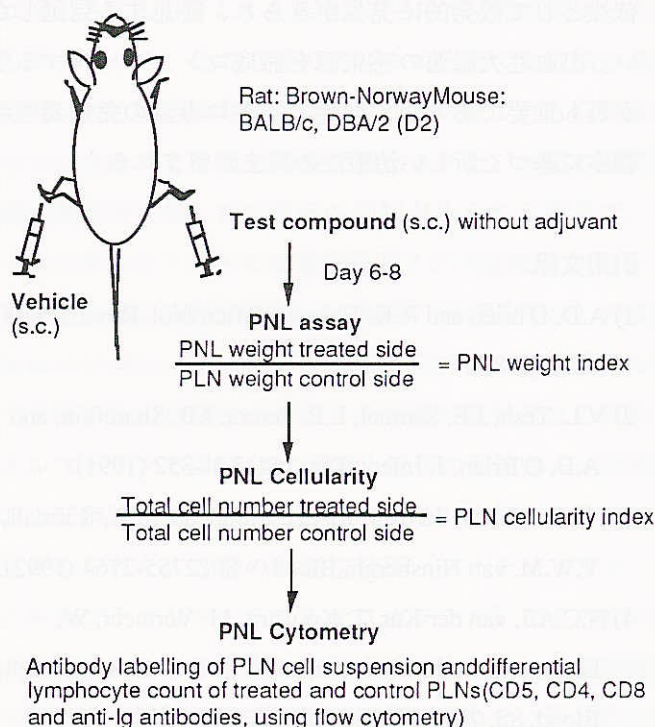 Rat: Brown-NorwayMouse:
BALB/c, DBA/2 (D2)
Test compound (s.c.) without adjuvant
Vehicle
(s.c.)
Day 6-8
PNL assay
PNL weight treated side
PLN weight control side
= PNL weight index
PNL Cellularity
Total cell number treated side
Total cell number control side
= PLN cellularity index
PNL Cytometry
Antibody labelling of PLN cell suspension anddifferential
lymphocyte count of treated and control PLNs(CD5, CD4, CD8
and anti-Ig antibodies, using flow cytometry)